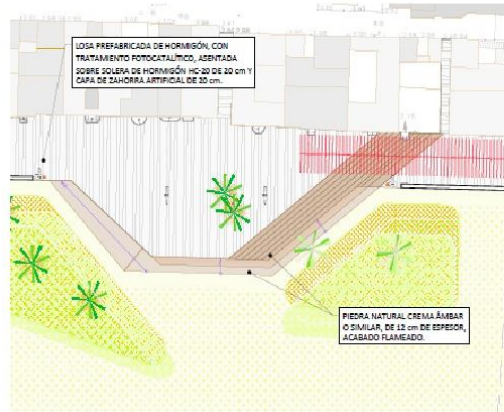 LOSA PREFABRICADA DE HORMIGÓN, CON
TRATAMIENTO FOTOCATALÍTICO, ASENTADA
SOBRE SOLERA DE HORMIGÓN HC-20 DE 20 cm Y
CAPA DE ZAHORRA ARTIFICIAL DE 20 cm.
PIEDRA NATURAL CREMA ÁMBAR
O SIMILAR, DE 12 cm DE ESPESOR,
ACABADO FLAMEADO.